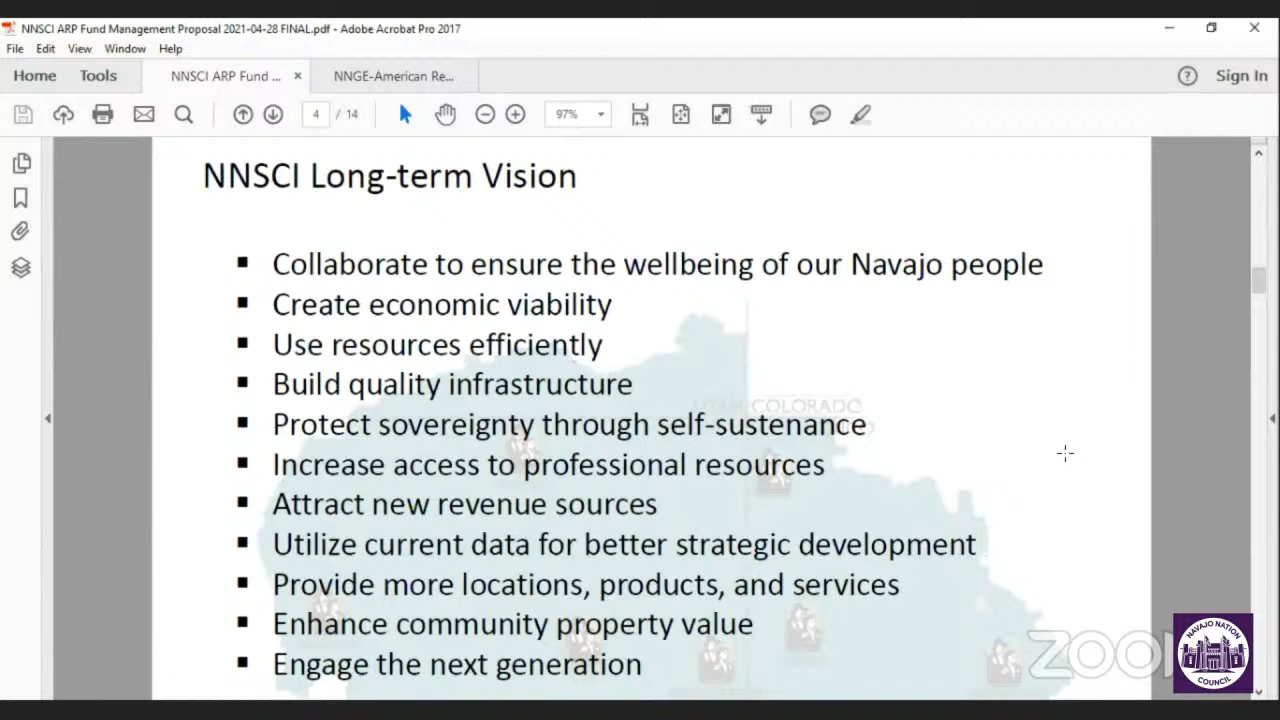 NNSCI ARP Fund Management Proposal 2021-04-28 FINAL.pdf - Adobe Acrobat Pro 2017
File Edit View Window Help
Home Tools NNSCI ARP Fund ... × NNGE-American Re... Sign In
4 / 14 97%
NNSCI Long-term Vision
▪ Collaborate to ensure the wellbeing of our Navajo people
▪ Create economic viability
▪ Use resources efficiently
▪ Build quality infrastructure
COLORADO
▪ Protect sovereignty through self-sustenance
▪ Increase access to professional resources
▪ Attract new revenue sources
▪ Utilize current data for better strategic development
▪ Provide more locations, products, and services
▪ Enhance community property value
▪ Engage the next generation
NAVAJO NATION
COUNCIL